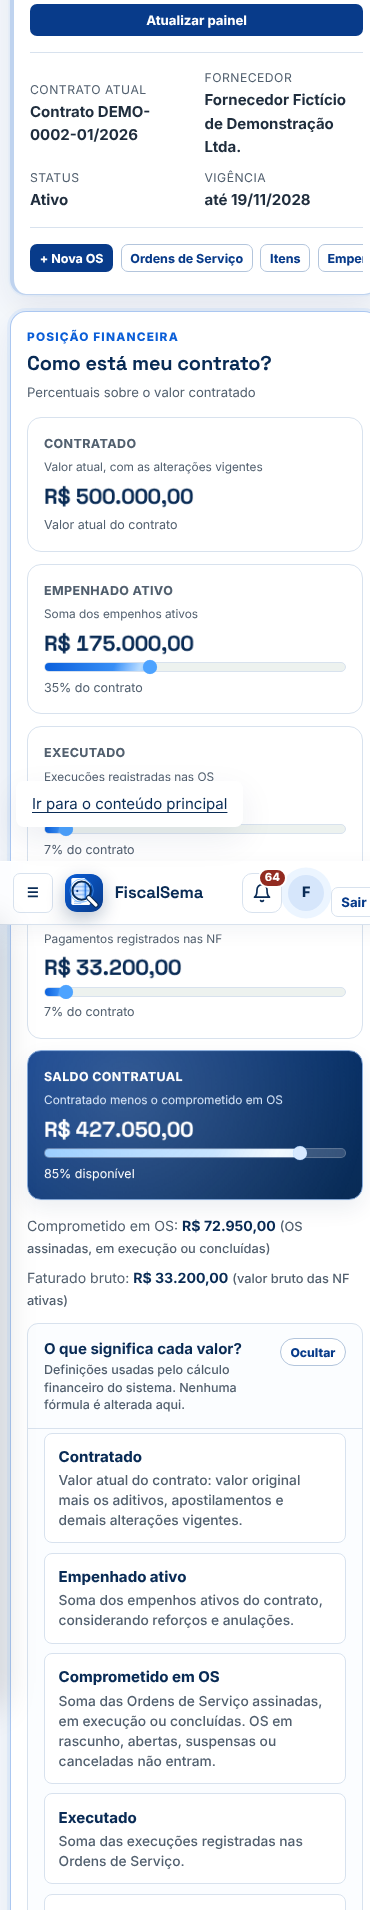 Atualizar painel
CONTRATO ATUAL
Contrato DEMO-
0002-01/2026
FORNECEDOR
Fornecedor Fictício
de Demonstração
Ltda.
STATUS
Ativo
VIGÊNCIA
até 19/11/2028
+ Nova OS
Ordens de Serviço
Itens
POSIÇÃO FINANCEIRA
Como está meu contrato?
Percentuais sobre o valor contratado
CONTRATADO
Valor atual, com as alterações vigentes
R$ 500.000,00
Valor atual do contrato
EMPENHADO ATIVO
Soma dos empenhos ativos
R$ 175.000,00
35% do contrato
EXECUTADO
Execuções registradas nas OS
Ir para o conteúdo principal
7% do contrato
☰
FiscalSema
64
F
Sair
Pagamentos registrados nas NF
R$ 33.200,00
7% do contrato
SALDO CONTRATUAL
Contratado menos o comprometido em OS
R$ 427.050,00
85% disponível
Comprometido em OS: R$ 72.950,00 (OS
assinadas, em execução ou concluídas)
Faturado bruto: R$ 33.200,00 (valor bruto das NF
ativas)
O que significa cada valor?
Definições usadas pelo cálculo
financeiro do sistema. Nenhuma
fórmula é alterada aqui.
Ocultar
Contratado
Valor atual do contrato: valor original
mais os aditivos, apostilamentos e
demais alterações vigentes.
Empenhado ativo
Soma dos empenhos ativos do contrato,
considerando reforços e anulações.
Comprometido em OS
Soma das Ordens de Serviço assinadas,
em execução ou concluídas. OS em
rascunho, abertas, suspensas ou
canceladas não entram.
Executado
Soma das execuções registradas nas
Ordens de Serviço.